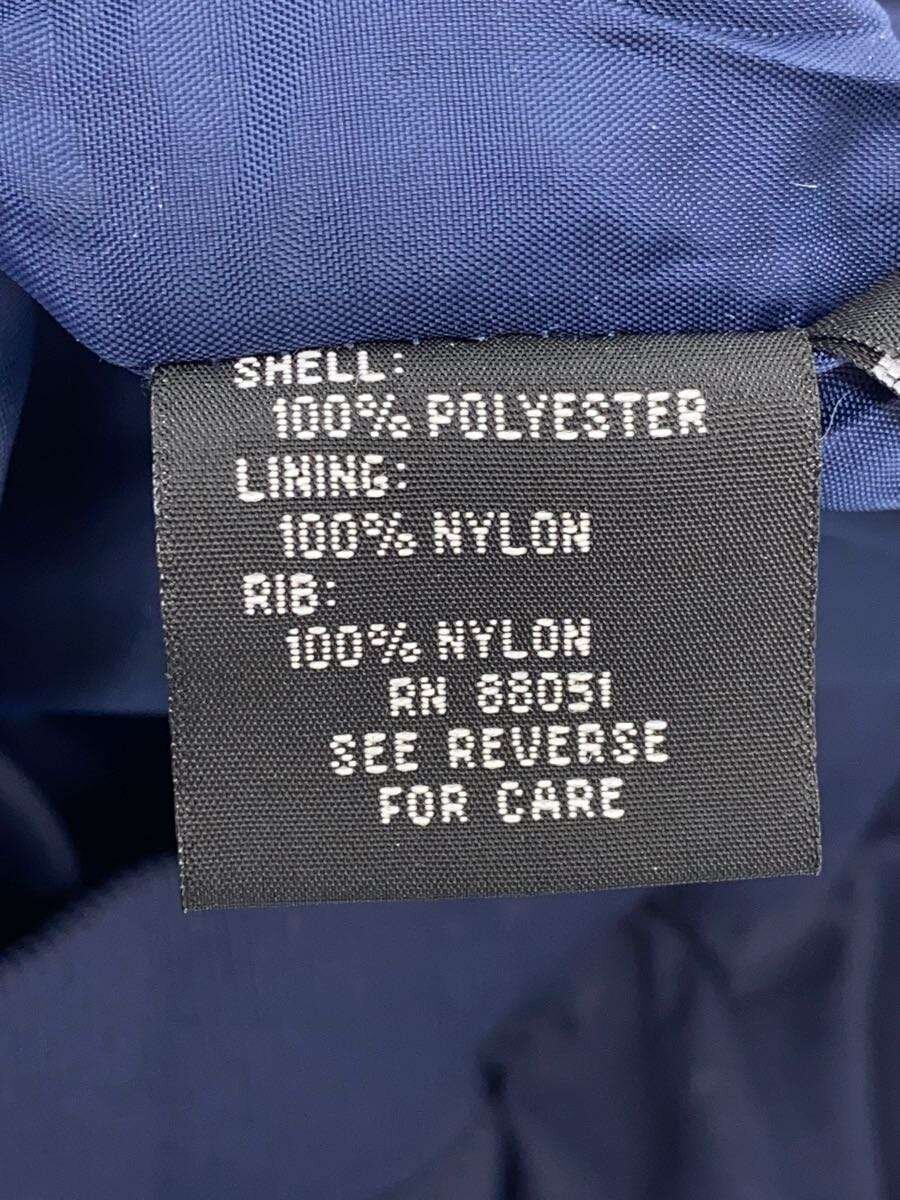 SHELL:
100% POLYESTER
LINING:
100% NYLON
RIB:
100% NYLON
RN 88051
SEE REVERSE
FOR CARE